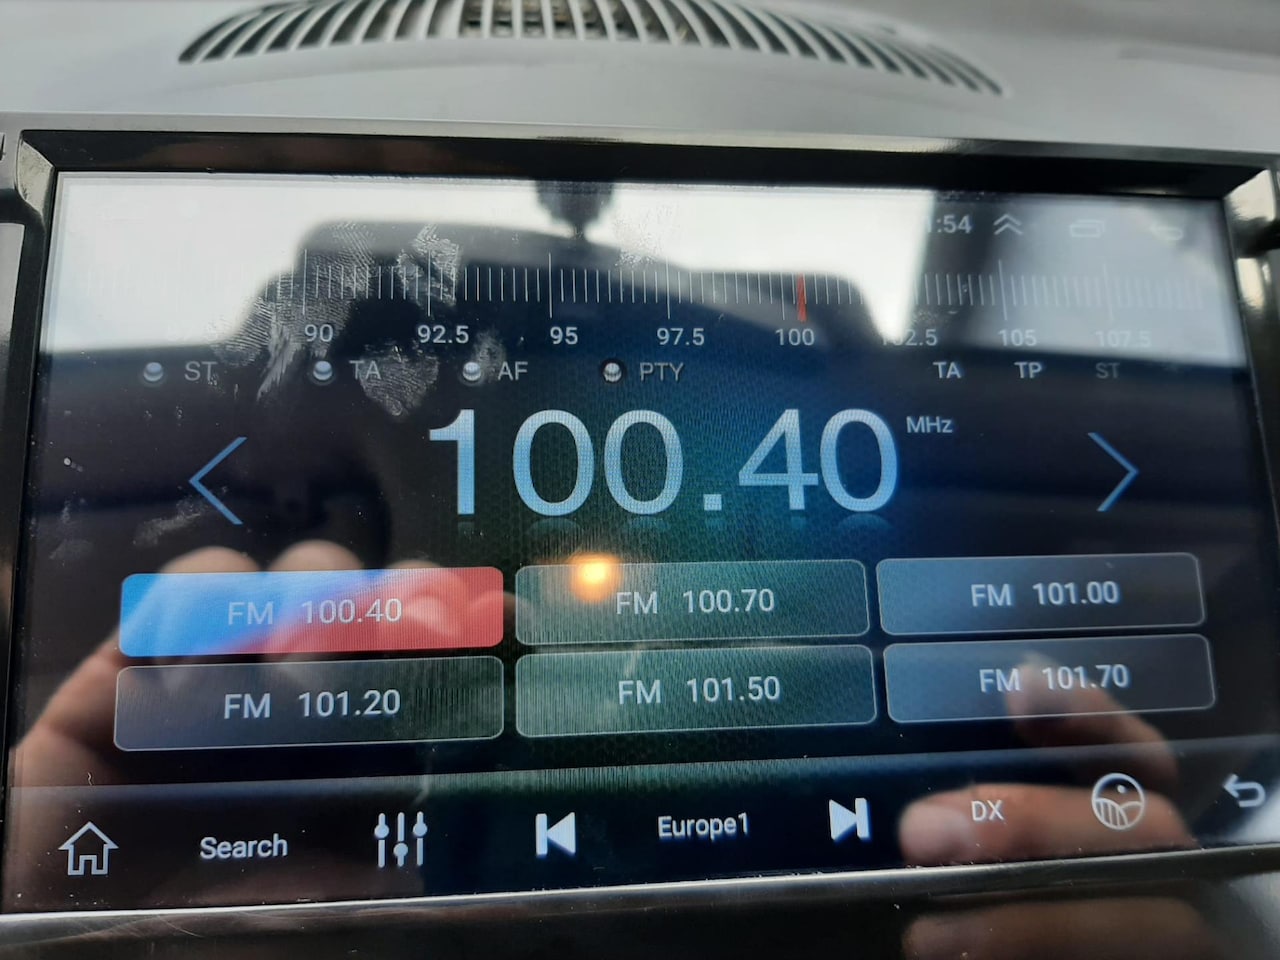 :54
90 92.5 95 97.5 100 02.5 105 107.5
ST TA AF PTY TA TP ST
100.40 MHz
FM 100.40 FM 100.70 FM 101.00
FM 101.20 FM 101.50 FM 101.70
Search Europe1 DX